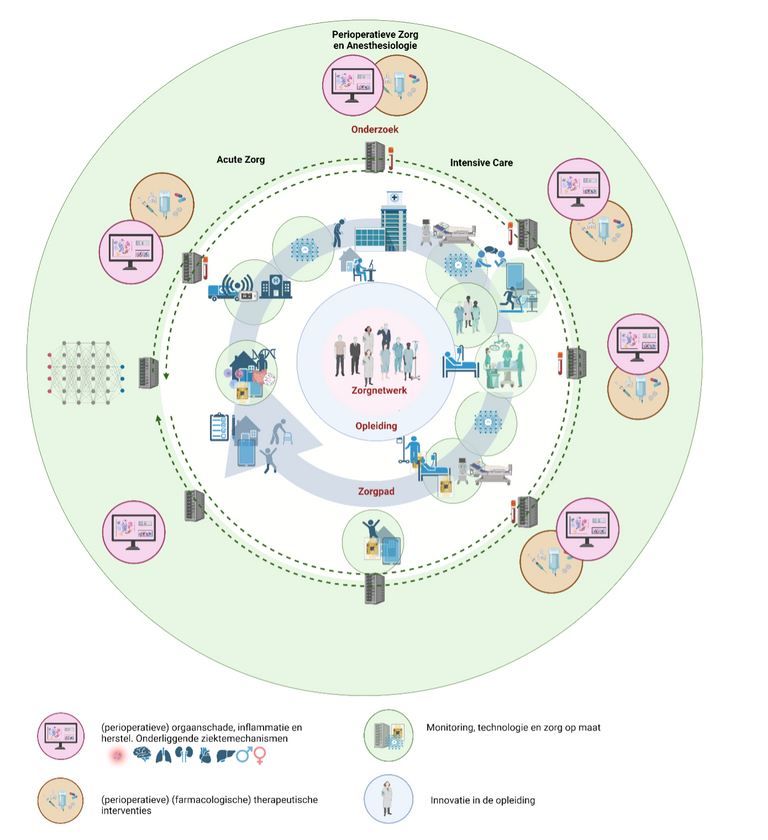 Perioperatieve Zorg
en Anesthesiologie
Onderzoek
Acute Zorg
Intensive Care
Zorgnetwerk
Opleiding
Zorgpad
(perioperatieve) orgaanschade, inflammatie en
herstel. Onderliggende ziektemechanismen
Monitoring, technologie en zorg op maat
(perioperatieve) (farmacologische) therapeutische
interventies
Innovatie in de opleiding